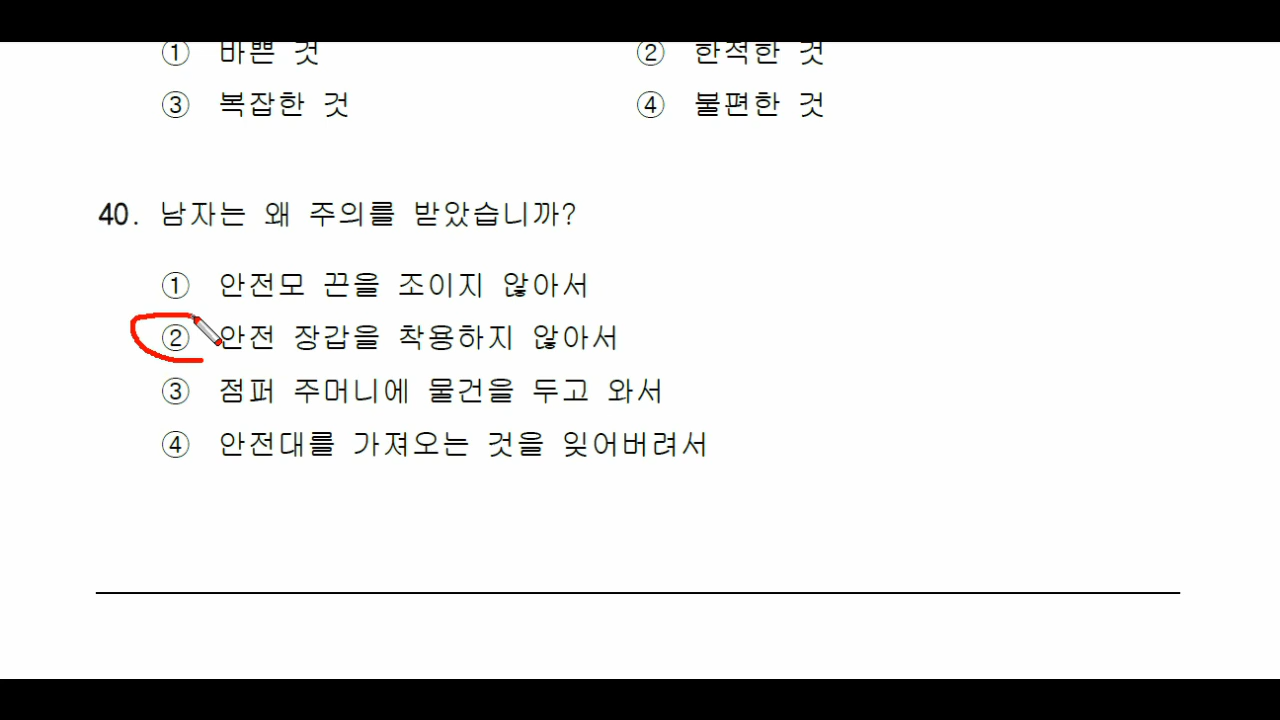 ① 바쁜 것 ② 한적한 것
③ 복잡한 것 ④ 불편한 것
40. 남자는 왜 주의를 받았습니까?
① 안전모 끈을 조이지 않아서
② 안전 장갑을 착용하지 않아서
③ 점퍼 주머니에 물건을 두고 와서
④ 안전대를 가져오는 것을 잊어버려서